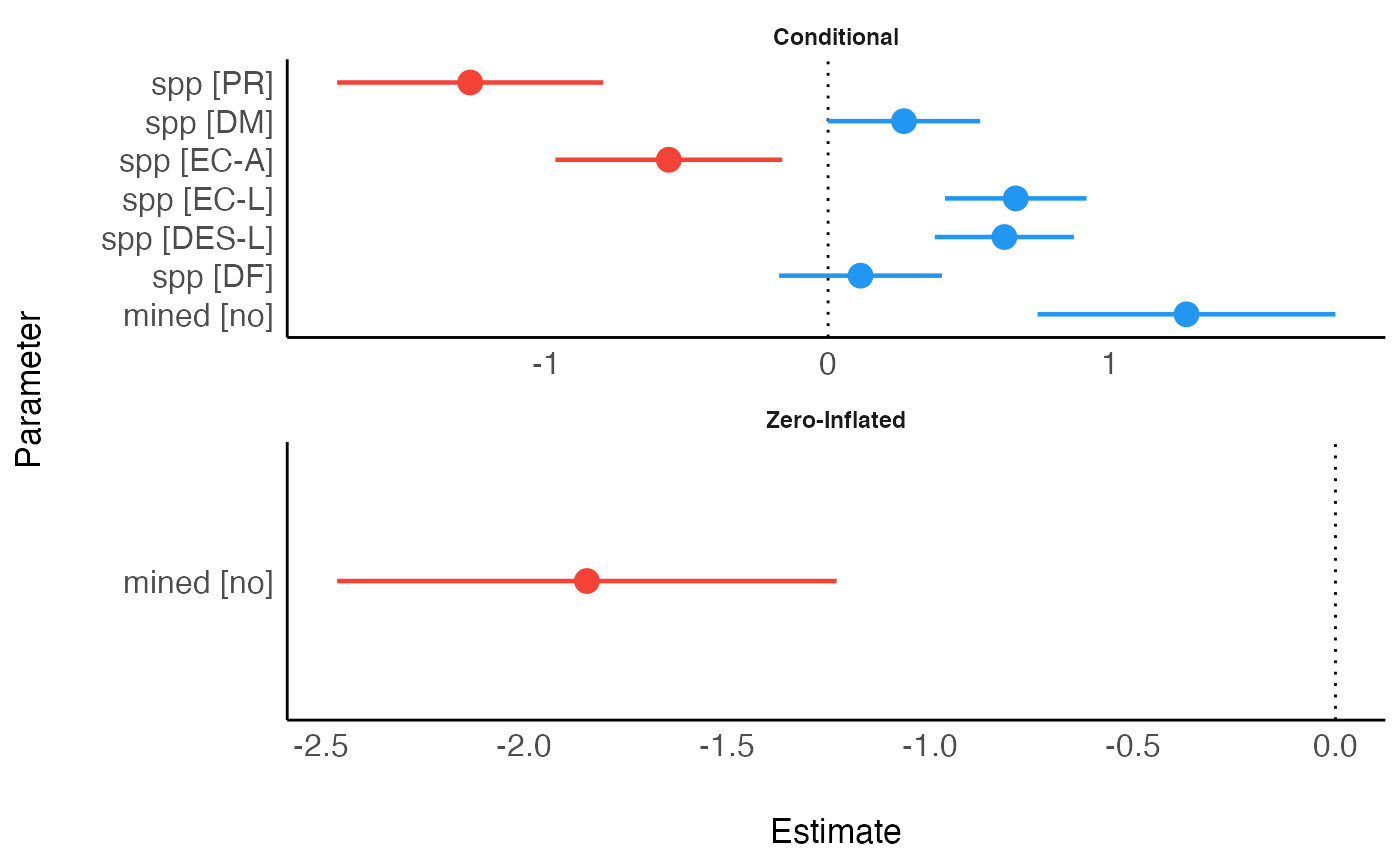 Conditional
spp [PR]
spp [DM]
spp [EC-A]
spp [EC-L]
spp [DES-L]
spp [DF]
mined [no]
-1 0 1
Parameter
Zero-Inflated
mined [no]
-2.5 -2.0 -1.5 -1.0 -0.5 0.0
Estimate